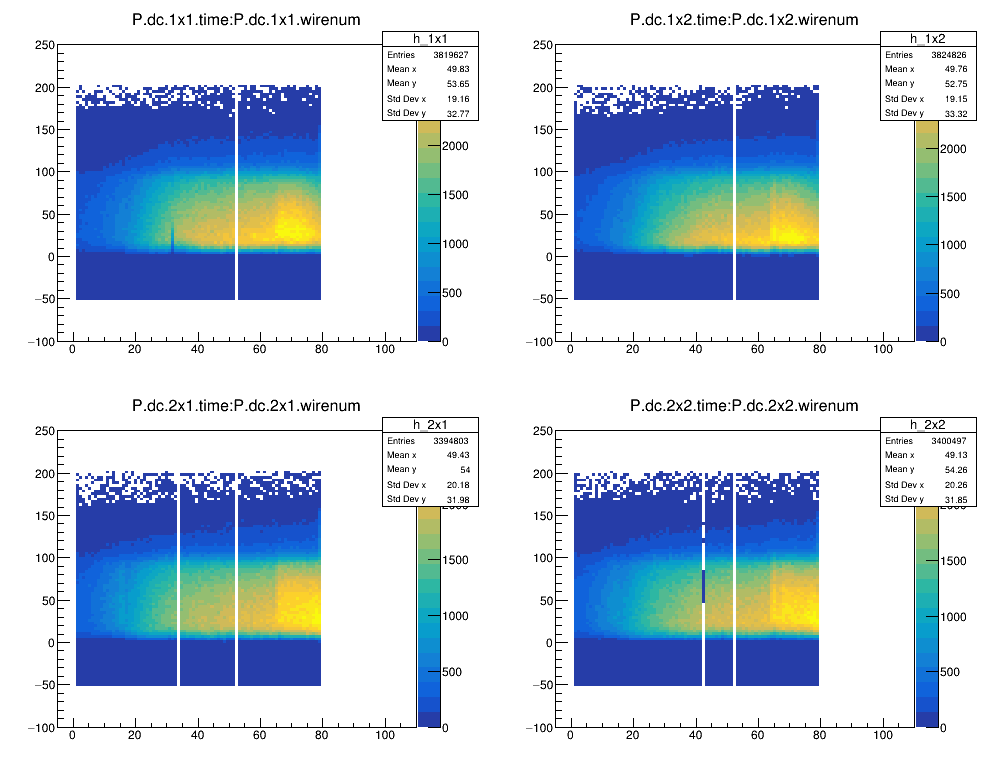 P.dc.1x1.time:P.dc.1x1.wirenum
h_1x1
Entries 3819627
Mean x 49.83
Mean y 53.65
Std Dev x 19.16
Std Dev y 32.77
250
200
150
100
50
0
−50
−100
0 20 40 60 80 100
2000
1500
1000
500
0
P.dc.1x2.time:P.dc.1x2.wirenum
h_1x2
Entries 3824826
Mean x 49.76
Mean y 52.75
Std Dev x 19.15
Std Dev y 33.32
250
200
150
100
50
0
−50
−100
0 20 40 60 80 100
2000
1500
1000
500
0
P.dc.2x1.time:P.dc.2x1.wirenum
h_2x1
Entries 3394803
Mean x 49.43
Mean y 54
Std Dev x 20.18
Std Dev y 31.98
250
200
150
100
50
0
−50
−100
0 20 40 60 80 100
2000
1500
1000
500
0
P.dc.2x2.time:P.dc.2x2.wirenum
h_2x2
Entries 3400497
Mean x 49.13
Mean y 54.26
Std Dev x 20.26
Std Dev y 31.85
250
200
150
100
50
0
−50
−100
0 20 40 60 80 100
2000
1500
1000
500
0